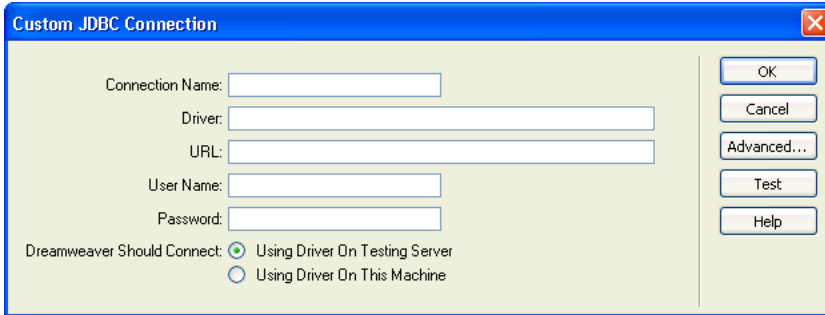 Custom JDBC Connection
Connection Name:
Driver:
URL:
User Name:
Password:
Dreamweaver Should Connect: Using Driver On Testing Server
Using Driver On This Machine
OK
Cancel
Advanced...
Test
Help